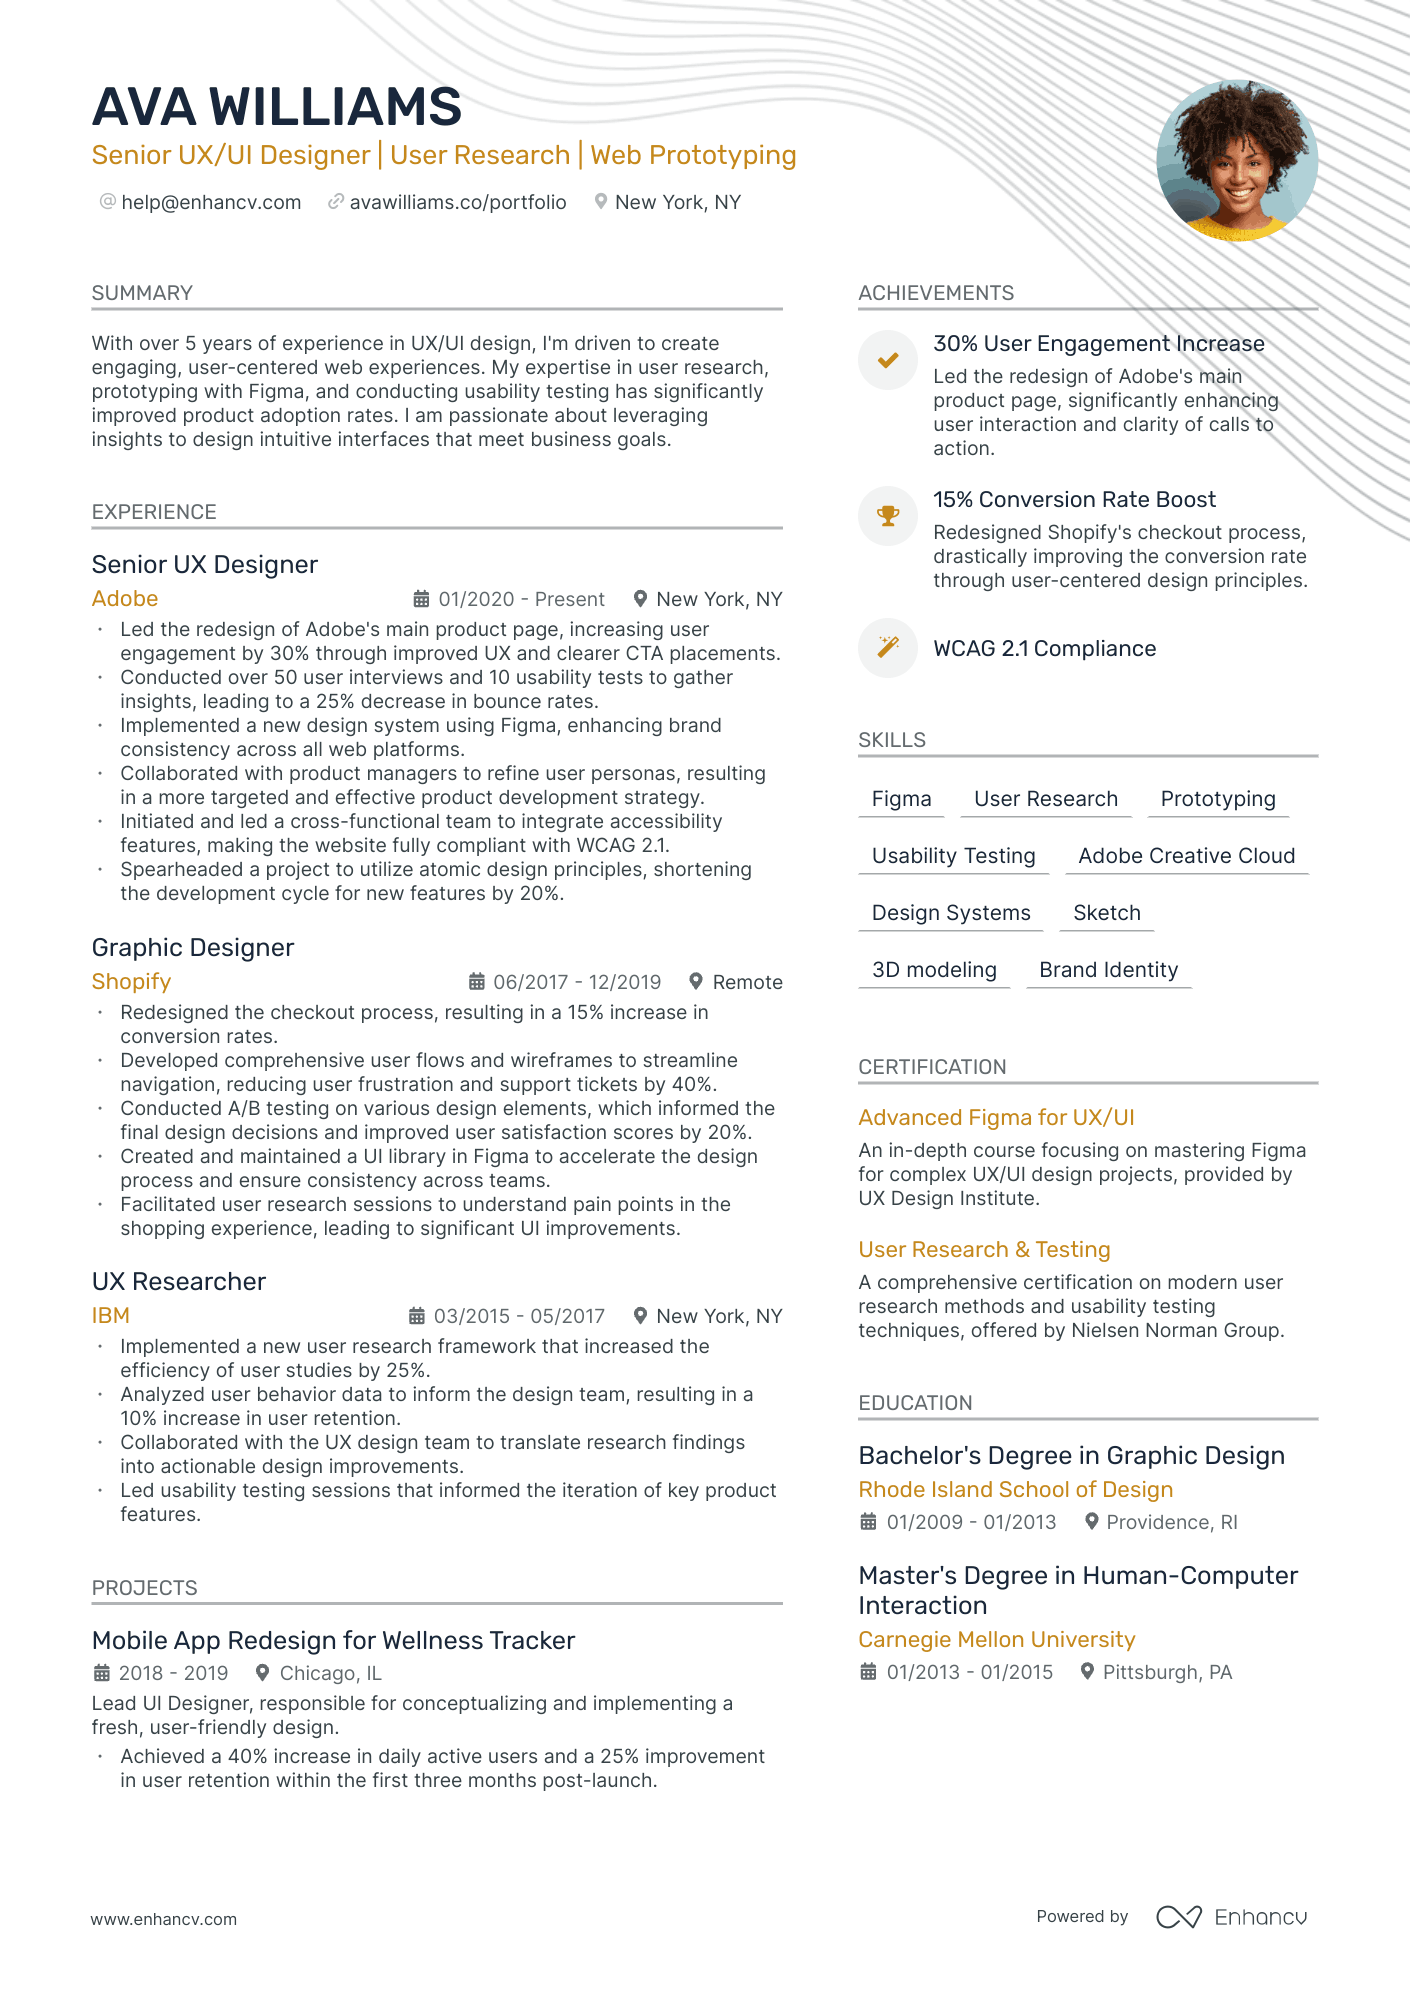 AVA WILLIAMS
Senior UX/UI Designer | User Research | Web Prototyping
help@enhancv.com avawilliams.co/portfolio New York, NY
SUMMARY
With over 5 years of experience in UX/UI design, I'm driven to create
engaging, user-centered web experiences. My expertise in user research,
prototyping with Figma, and conducting usability testing has significantly
improved product adoption rates. I am passionate about leveraging
insights to design intuitive interfaces that meet business goals.
EXPERIENCE
Senior UX Designer
Adobe 01/2020 - Present New York, NY
· Led the redesign of Adobe's main product page, increasing user
engagement by 30% through improved UX and clearer CTA placements.
· Conducted over 50 user interviews and 10 usability tests to gather
insights, leading to a 25% decrease in bounce rates.
· Implemented a new design system using Figma, enhancing brand
consistency across all web platforms.
· Collaborated with product managers to refine user personas, resulting
in a more targeted and effective product development strategy.
· Initiated and led a cross-functional team to integrate accessibility
features, making the website fully compliant with WCAG 2.1.
· Spearheaded a project to utilize atomic design principles, shortening
the development cycle for new features by 20%.
Graphic Designer
Shopify 06/2017 - 12/2019 Remote
· Redesigned the checkout process, resulting in a 15% increase in
conversion rates.
· Developed comprehensive user flows and wireframes to streamline
navigation, reducing user frustration and support tickets by 40%.
· Conducted A/B testing on various design elements, which informed the
final design decisions and improved user satisfaction scores by 20%.
· Created and maintained a UI library in Figma to accelerate the design
process and ensure consistency across teams.
· Facilitated user research sessions to understand pain points in the
shopping experience, leading to significant UI improvements.
UX Researcher
IBM 03/2015 - 05/2017 New York, NY
· Implemented a new user research framework that increased the
efficiency of user studies by 25%.
· Analyzed user behavior data to inform the design team, resulting in a
10% increase in user retention.
· Collaborated with the UX design team to translate research findings
into actionable design improvements.
· Led usability testing sessions that informed the iteration of key product
features.
PROJECTS
Mobile App Redesign for Wellness Tracker
2018 - 2019 Chicago, IL
Lead UI Designer, responsible for conceptualizing and implementing a
fresh, user-friendly design.
· Achieved a 40% increase in daily active users and a 25% improvement
in user retention within the first three months post-launch.
ACHIEVEMENTS
30% User Engagement Increase
Led the redesign of Adobe's main
product page, significantly enhancing
user interaction and clarity of calls to
action.
15% Conversion Rate Boost
Redesigned Shopify's checkout process,
drastically improving the conversion rate
through user-centered design principles.
WCAG 2.1 Compliance
SKILLS
Figma User Research Prototyping
Usability Testing Adobe Creative Cloud
Design Systems Sketch
3D modeling Brand Identity
CERTIFICATION
Advanced Figma for UX/UI
An in-depth course focusing on mastering Figma
for complex UX/UI design projects, provided by
UX Design Institute.
User Research & Testing
A comprehensive certification on modern user
research methods and usability testing
techniques, offered by Nielsen Norman Group.
EDUCATION
Bachelor's Degree in Graphic Design
Rhode Island School of Design
01/2009 - 01/2013 Providence, RI
Master's Degree in Human-Computer
Interaction
Carnegie Mellon University
01/2013 - 01/2015 Pittsburgh, PA
www.enhancv.com
Powered by Enhancv